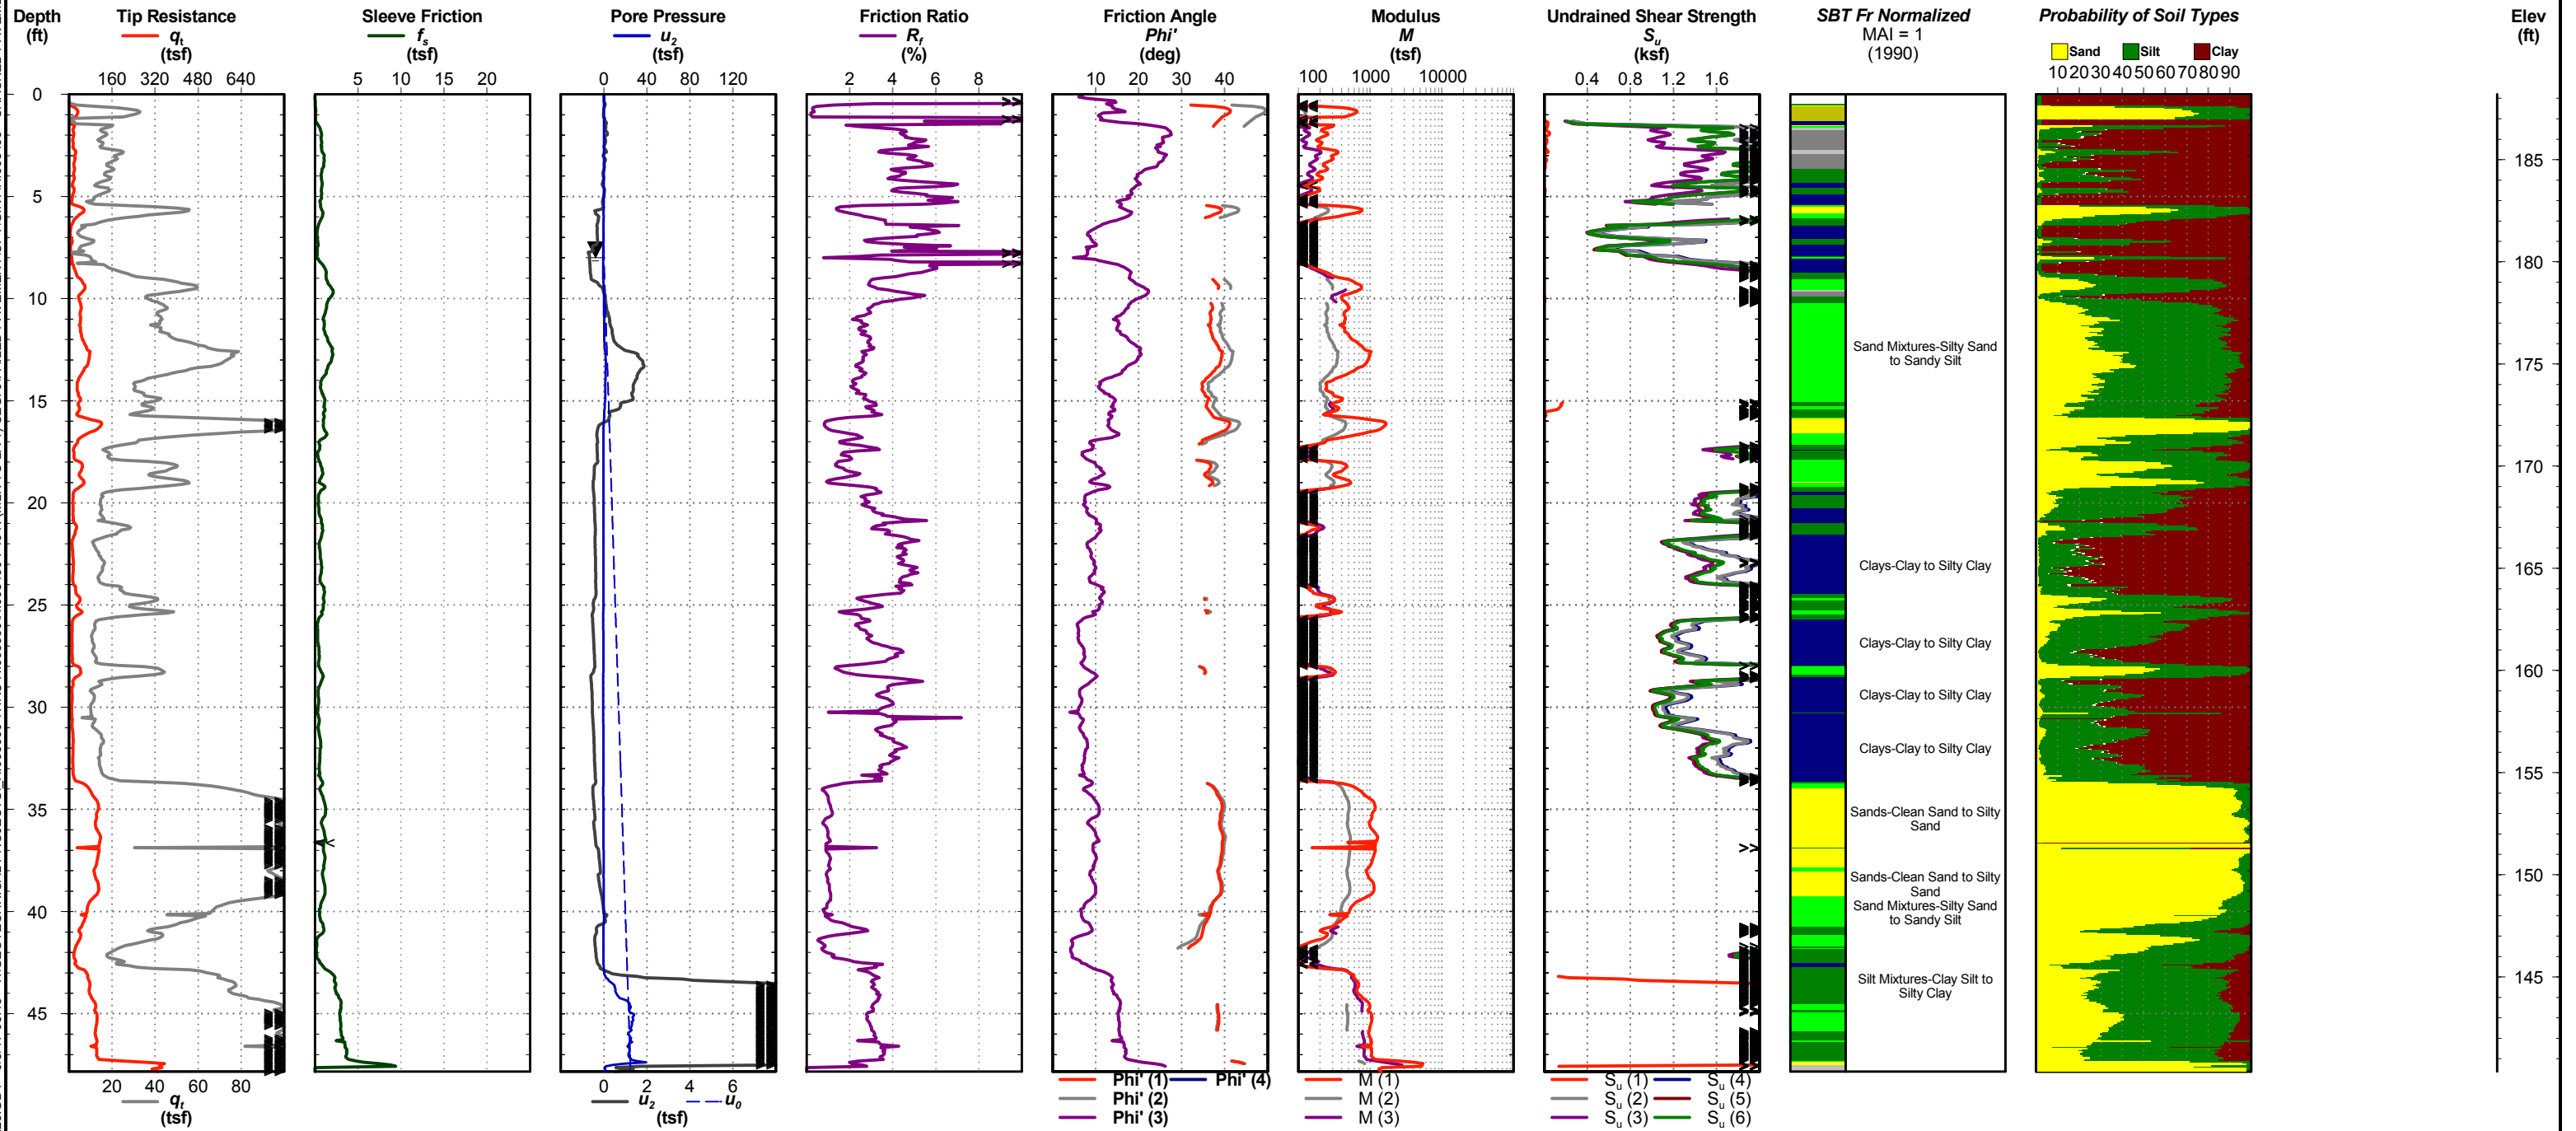 Depth
(ft)
Tip Resistance
qt
(tsf)
160 320 480 640
Sleeve Friction
fs
(tsf)
5 10 15 20
Pore Pressure
u2
(tsf)
0 40 80 120
Friction Ratio
Rf
(%)
2 4 6 8
Friction Angle
Phi'
(deg)
10 20 30 40
Modulus
M
(tsf)
100 1000 10000
Undrained Shear Strength
Su
(ksf)
0.4 0.8 1.2 1.6
SBT Fr Normalized
MAI = 1
(1990)
Probability of Soil Types
Sand Silt Clay
10 20 30 40 50 60 70 80 90
Elev
(ft)
0
5
10
15
20
25
30
35
40
45
Sand Mixtures-Silty Sand
to Sandy Silt
Clays-Clay to Silty Clay
Clays-Clay to Silty Clay
Clays-Clay to Silty Clay
Clays-Clay to Silty Clay
Sands-Clean Sand to Silty
Sand
Sands-Clean Sand to Silty
Sand
Sand Mixtures-Silty Sand
to Sandy Silt
Silt Mixtures-Clay Silt to
Silty Clay
185
180
175
170
165
160
155
150
145
20 40 60 80
qt
(tsf)
0 2 4 6
u2 u0
(tsf)
Phi' (1) Phi' (4)
Phi' (2)
Phi' (3)
M (1)
M (2)
M (3)
Su (1) Su (4)
Su (2) Su (5)
Su (3) Su (6)